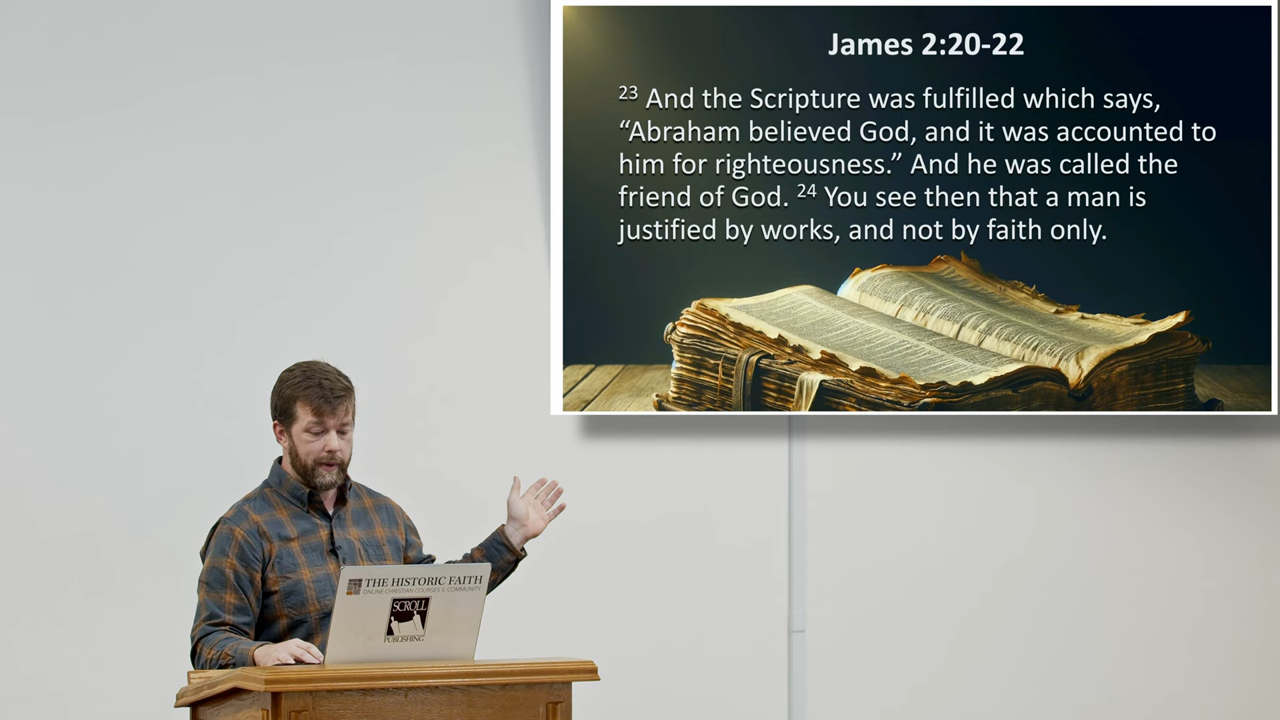 James 2:20-22
23 And the Scripture was fulfilled which says,
“Abraham believed God, and it was accounted to
him for righteousness.” And he was called the
friend of God. 24 You see then that a man is
justified by works, and not by faith only.
THE HISTORIC FAITH
ONLINE CHRISTIAN COURSES & COMMUNITY
SCROLL
PUBLISHING